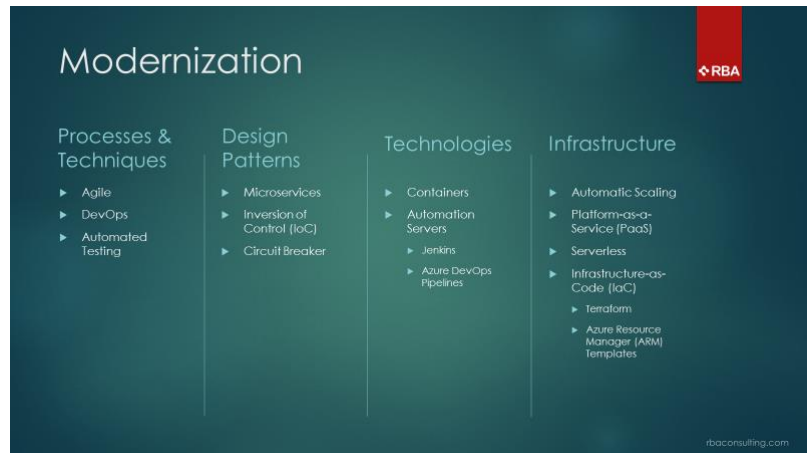 Modernization
RBA
Processes &
Techniques
Agile
DevOps
Automated
Testing
Design
Patterns
Microservices
Inversion of
Control (IoC)
Circuit Breaker
Technologies
Containers
Automation
Servers
Jenkins
Azure DevOps
Pipelines
Infrastructure
Automatic Scaling
Platform-as-a-
Service (PaaS)
Serverless
Infrastructure-as-
Code (IaC)
Terraform
Azure Resource
Manager (ARM)
Templates
rbaconsulting.com